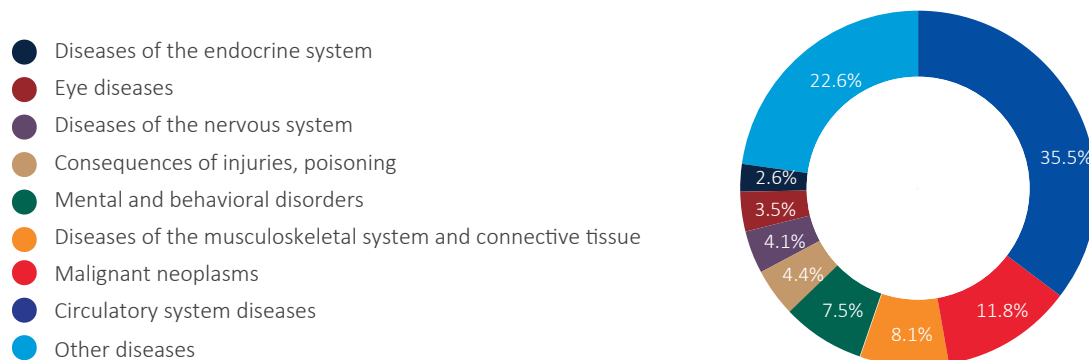 Diseases of the endocrine system
Eye diseases
Diseases of the nervous system
Consequences of injuries, poisoning
Mental and behavioral disorders
Diseases of the musculoskeletal system and connective tissue
Malignant neoplasms
Circulatory system diseases
Other diseases
22.6%
35.5%
2.6%
3.5%
4.1%
4.4%
7.5%
8.1%
11.8%